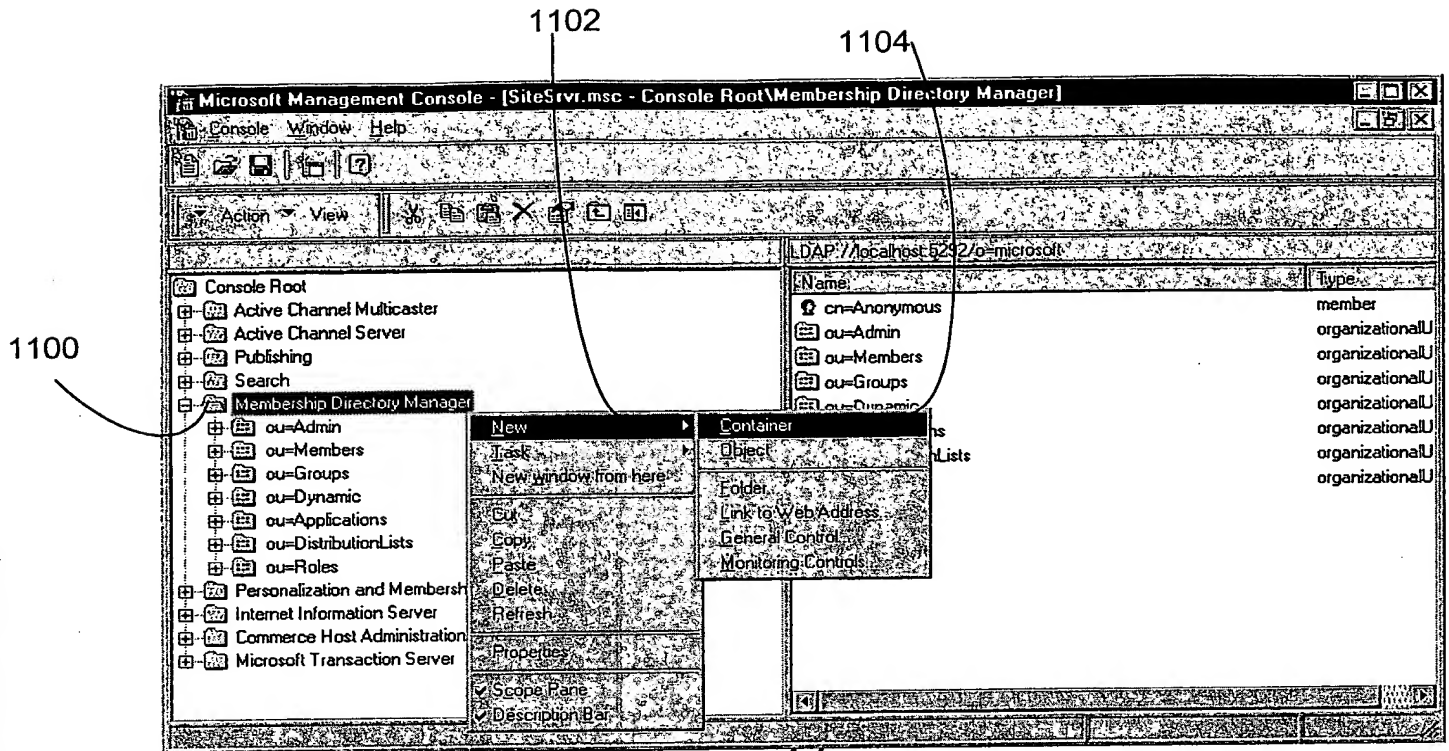 1102
1104
Microsoft Management Console - [SiteSrvr.msc - Console Root\Membership Directory Manager]
Console Window Help
Action View
LDAP://localhost:5292/o=microsoft
Name Type
Console Root
Active Channel Multicaster
Active Channel Server
Publishing
Search
1100
Membership Directory Manager
ou=Admin
ou=Members
ou=Groups
ou=Dynamic
ou=Applications
ou=DistributionLists
ou=Roles
Personalization and Membersh
Internet Information Server
Commerce Host Administration
Microsoft Transaction Server
New
Task
New window from here
Cut
Copy
Paste
Delete
Refresh
Properties
Scope Pane
Description Bar
Container
Object
Folder...
Link to Web Address...
General Control...
Monitoring Controls...
cn=Anonymous member
ou=Admin organizationalU
ou=Members organizationalU
ou=Groups organizationalU
ou=Dynamic organizationalU
ns organizationalU
nLists organizationalU
organizationalU